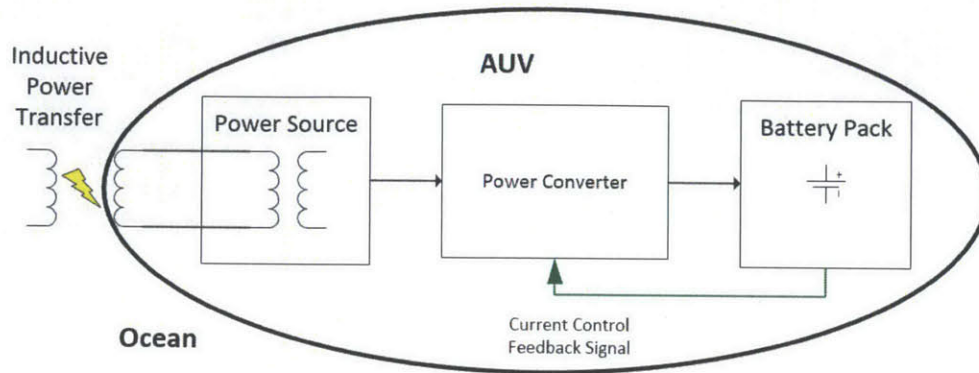 Inductive
Power
Transfer
AUV
Power Source
Power Converter
Battery Pack
+
-
Current Control
Feedback Signal
Ocean